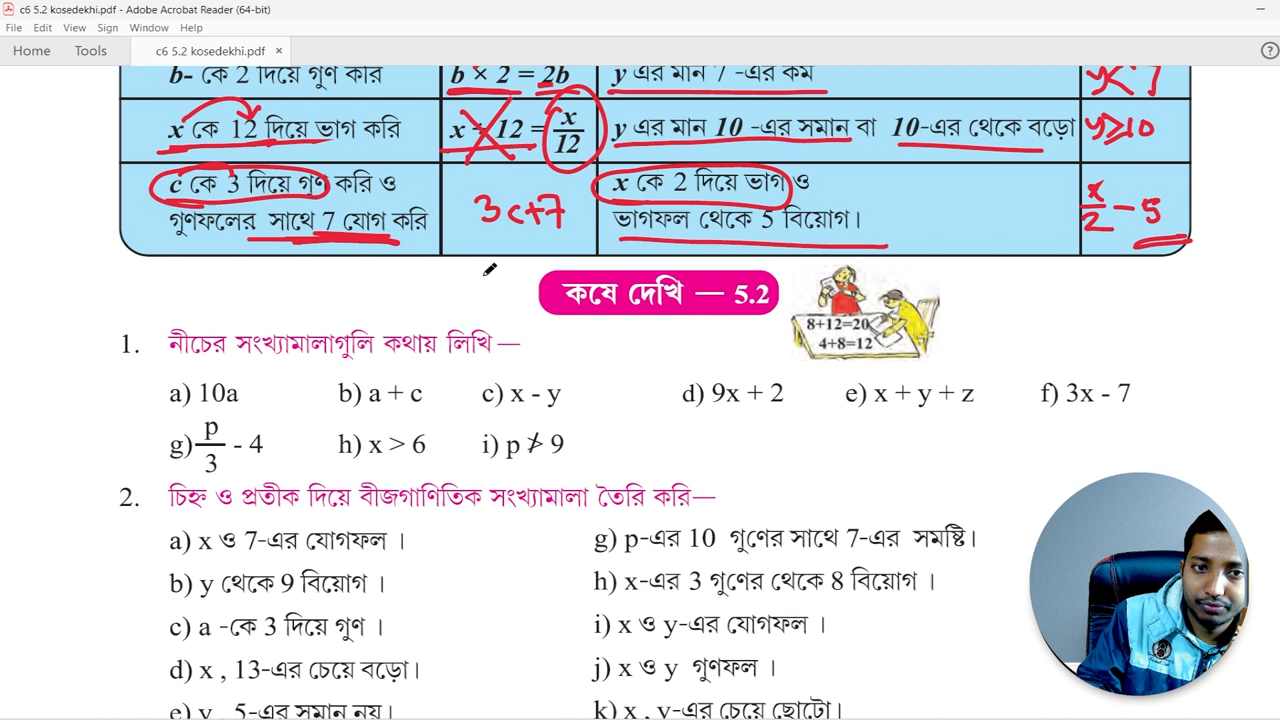 c6 5.2 kosedekhi.pdf - Adobe Acrobat Reader (64-bit)
File Edit View Sign Window Help
Home Tools c6 5.2 kosedekhi.pdf ×
b- কে 2 দিয়ে গুণ করি b × 2 = 2b y এর মান 7 -এর কম y < 7
x কে 12 দিয়ে ভাগ করি x ÷ 12 = x/12 y এর মান 10 -এর সমান বা 10-এর থেকে বড়ো y ⩾ 10
c কে 3 দিয়ে গুণ করি ও 3c+7 x কে 2 দিয়ে ভাগ ও x/2 - 5
গুণফলের সাথে 7 যোগ করি ভাগফল থেকে 5 বিয়োগ।
কষে দেখি — 5.2
8+12=20
4+8=12
1. নীচের সংখ্যামালাগুলি কথায় লিখি —
a) 10a b) a + c c) x - y d) 9x + 2 e) x + y + z f) 3x - 7
g) p/3 - 4 h) x > 6 i) p ≯ 9
2. চিহ্ন ও প্রতীক দিয়ে বীজগাণিতিক সংখ্যামালা তৈরি করি—
a) x ও 7-এর যোগফল । g) p-এর 10 গুণের সাথে 7-এর সমষ্টি।
b) y থেকে 9 বিয়োগ । h) x-এর 3 গুণের থেকে 8 বিয়োগ ।
c) a -কে 3 দিয়ে গুণ । i) x ও y-এর যোগফল ।
d) x , 13-এর চেয়ে বড়ো। j) x ও y গুণফল ।
e) y , 5-এর সমান নয়। k) x , y-এর চেয়ে ছোটো।